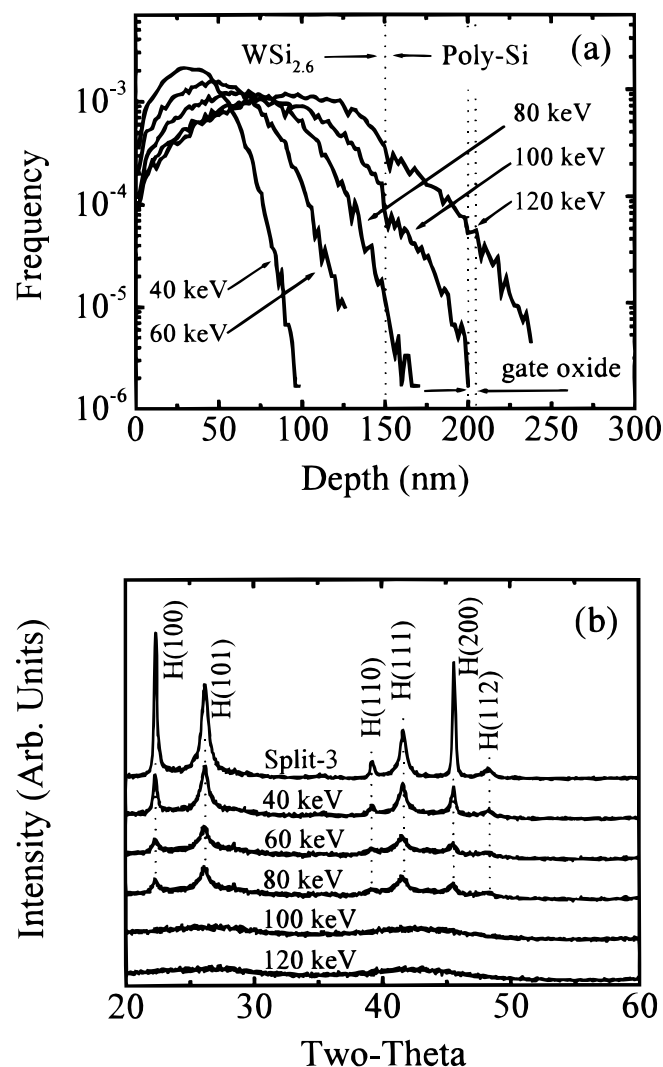 (a)
WSi2.6
Poly-Si
10-3
80 keV
100 keV
10-4
120 keV
Frequency
40 keV
10-5
60 keV
gate oxide
10-6
0 50 100 150 200 250 300
Depth (nm)
(b)
H(100)
H(101)
H(110)
H(111)
H(200)
H(112)
Intensity (Arb. Units)
Split-3
40 keV
60 keV
80 keV
100 keV
120 keV
20 30 40 50 60
Two-Theta